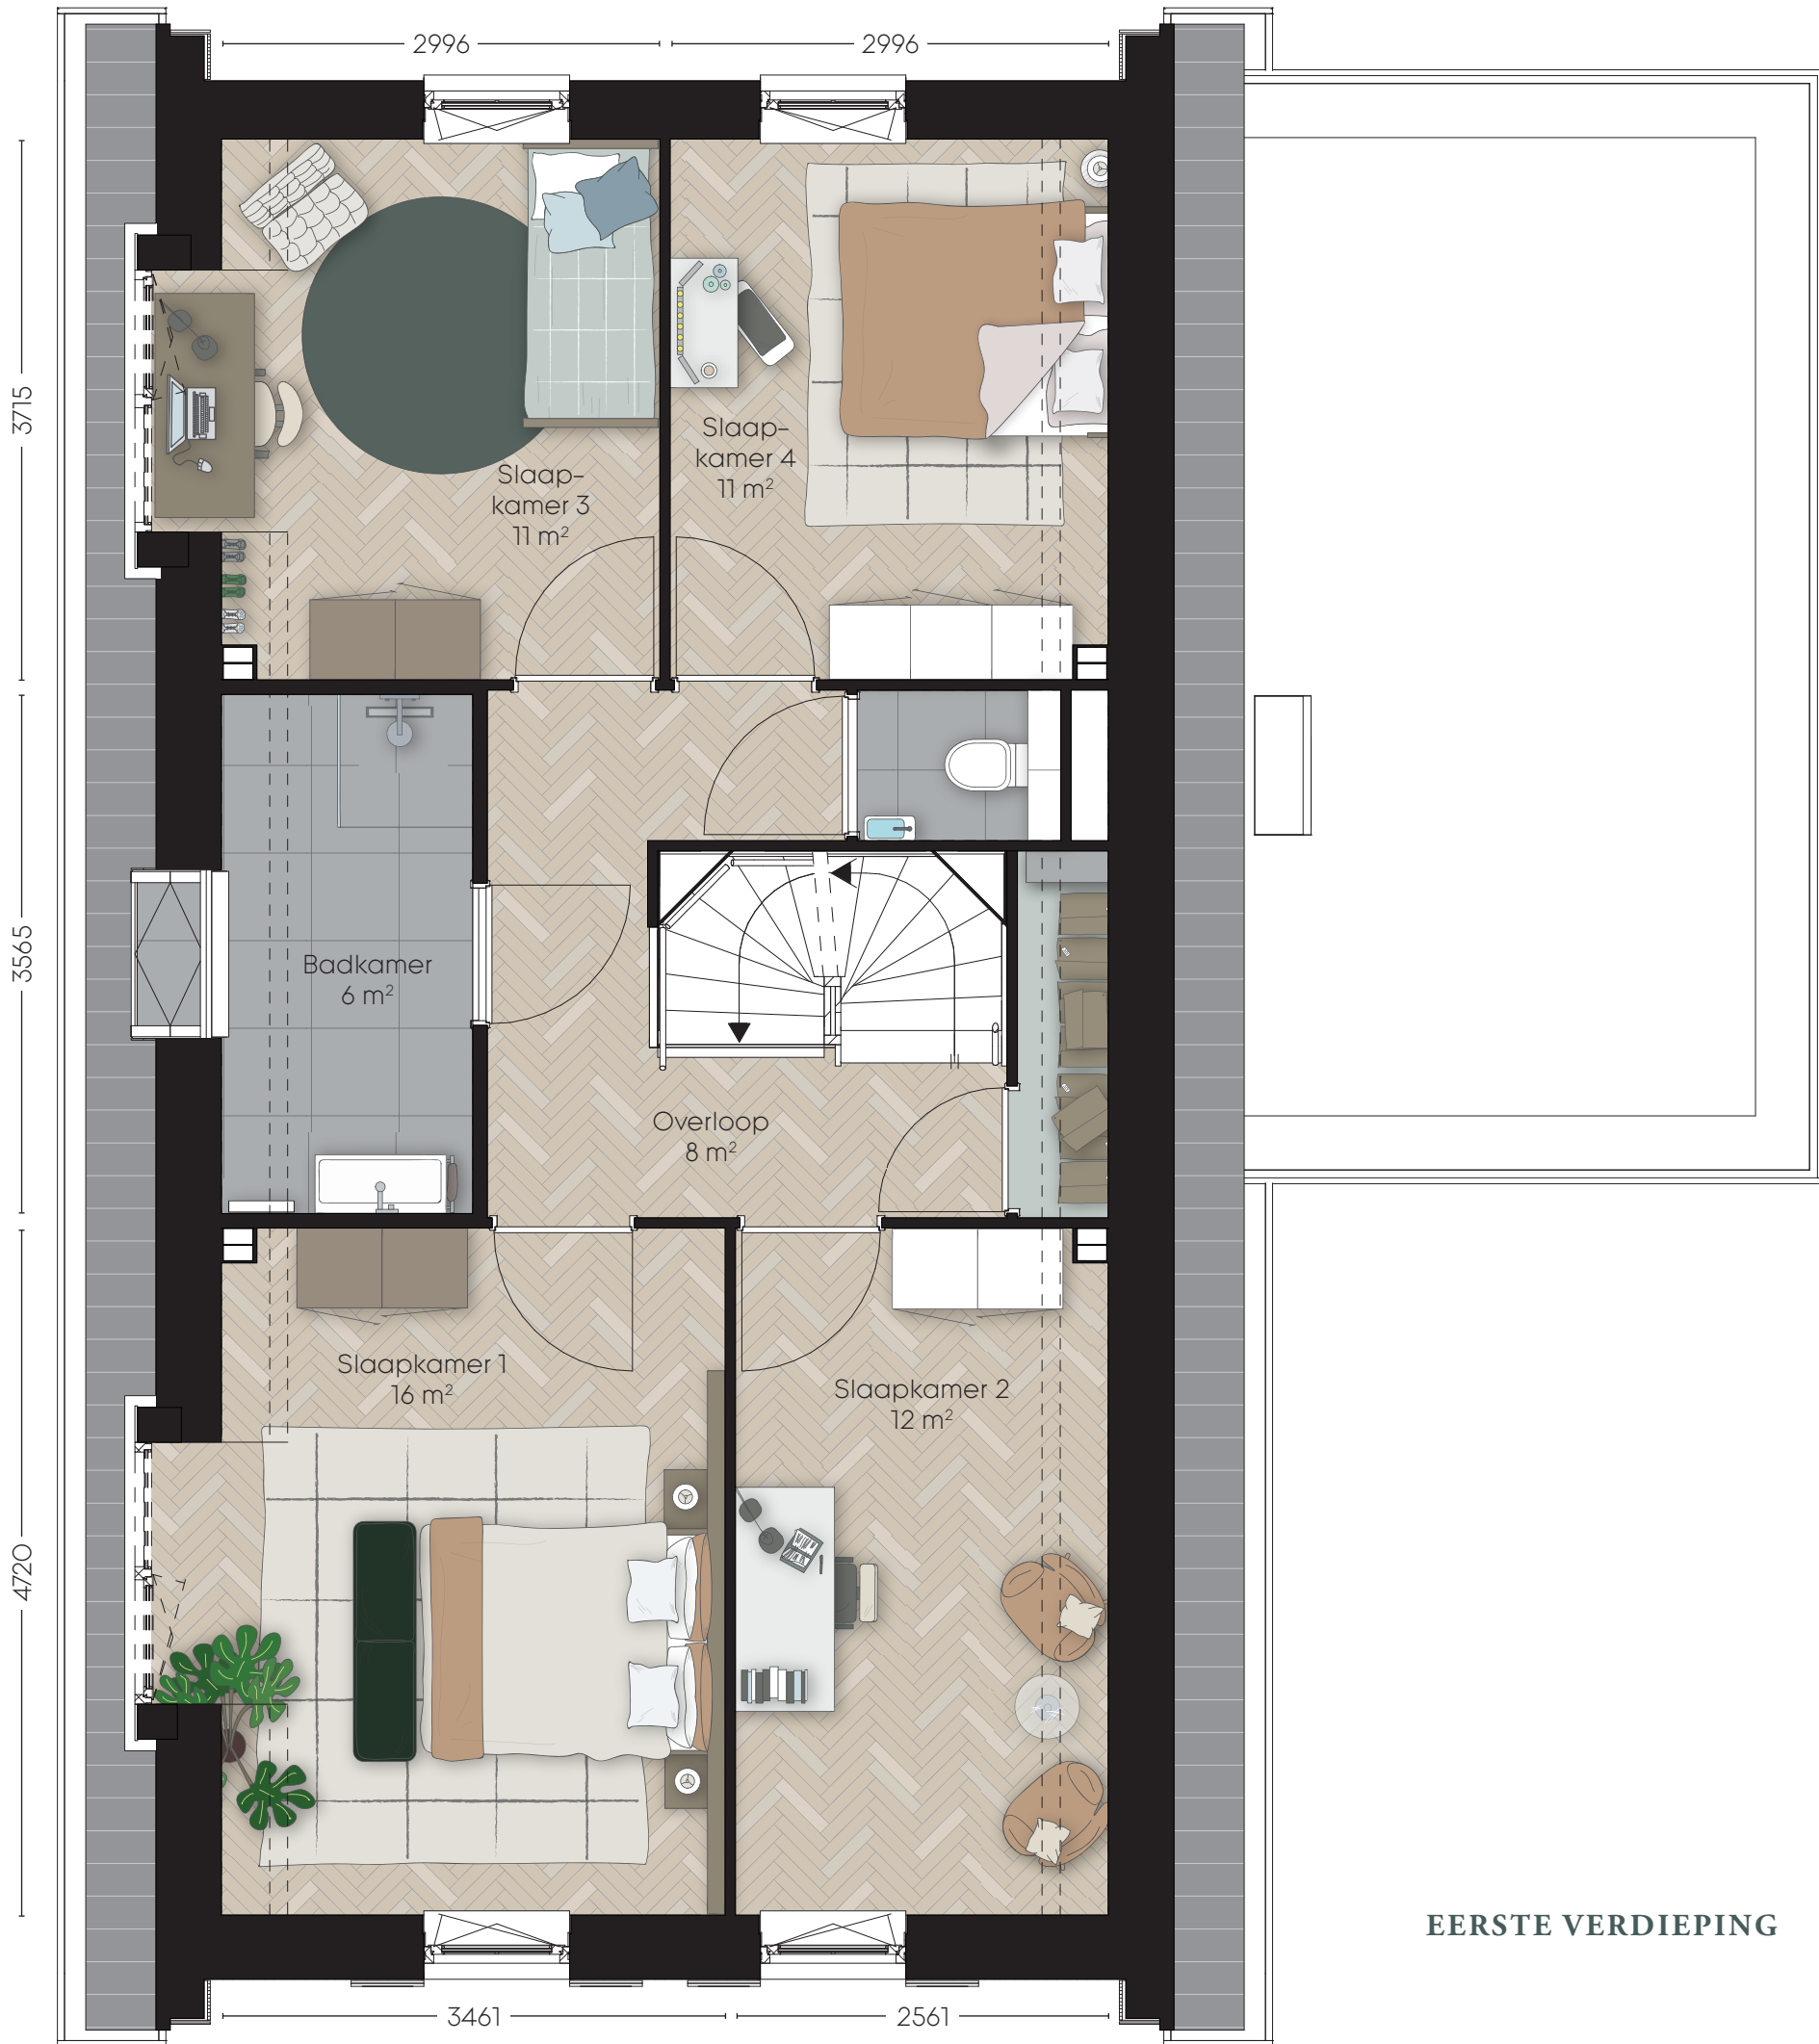 2996
2996
3715
Slaap-
kamer 3
11 m²
Slaap-
kamer 4
11 m²
3565
Badkamer
6 m²
Overloop
8 m²
4720
Slaapkamer 1
16 m²
Slaapkamer 2
12 m²
EERSTE VERDIEPING
3461
2561